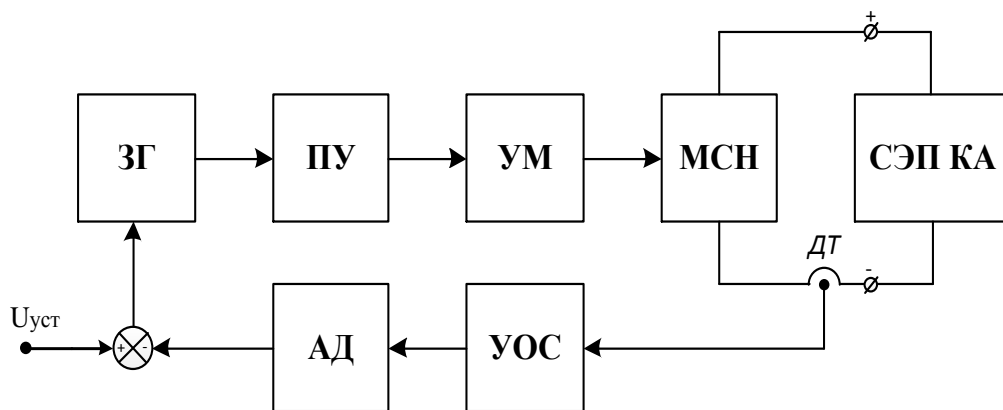 +
ЗГ
ПУ
УМ
МСН
СЭП КА
ДТ
-
Uуст
+
-
АД
УОС